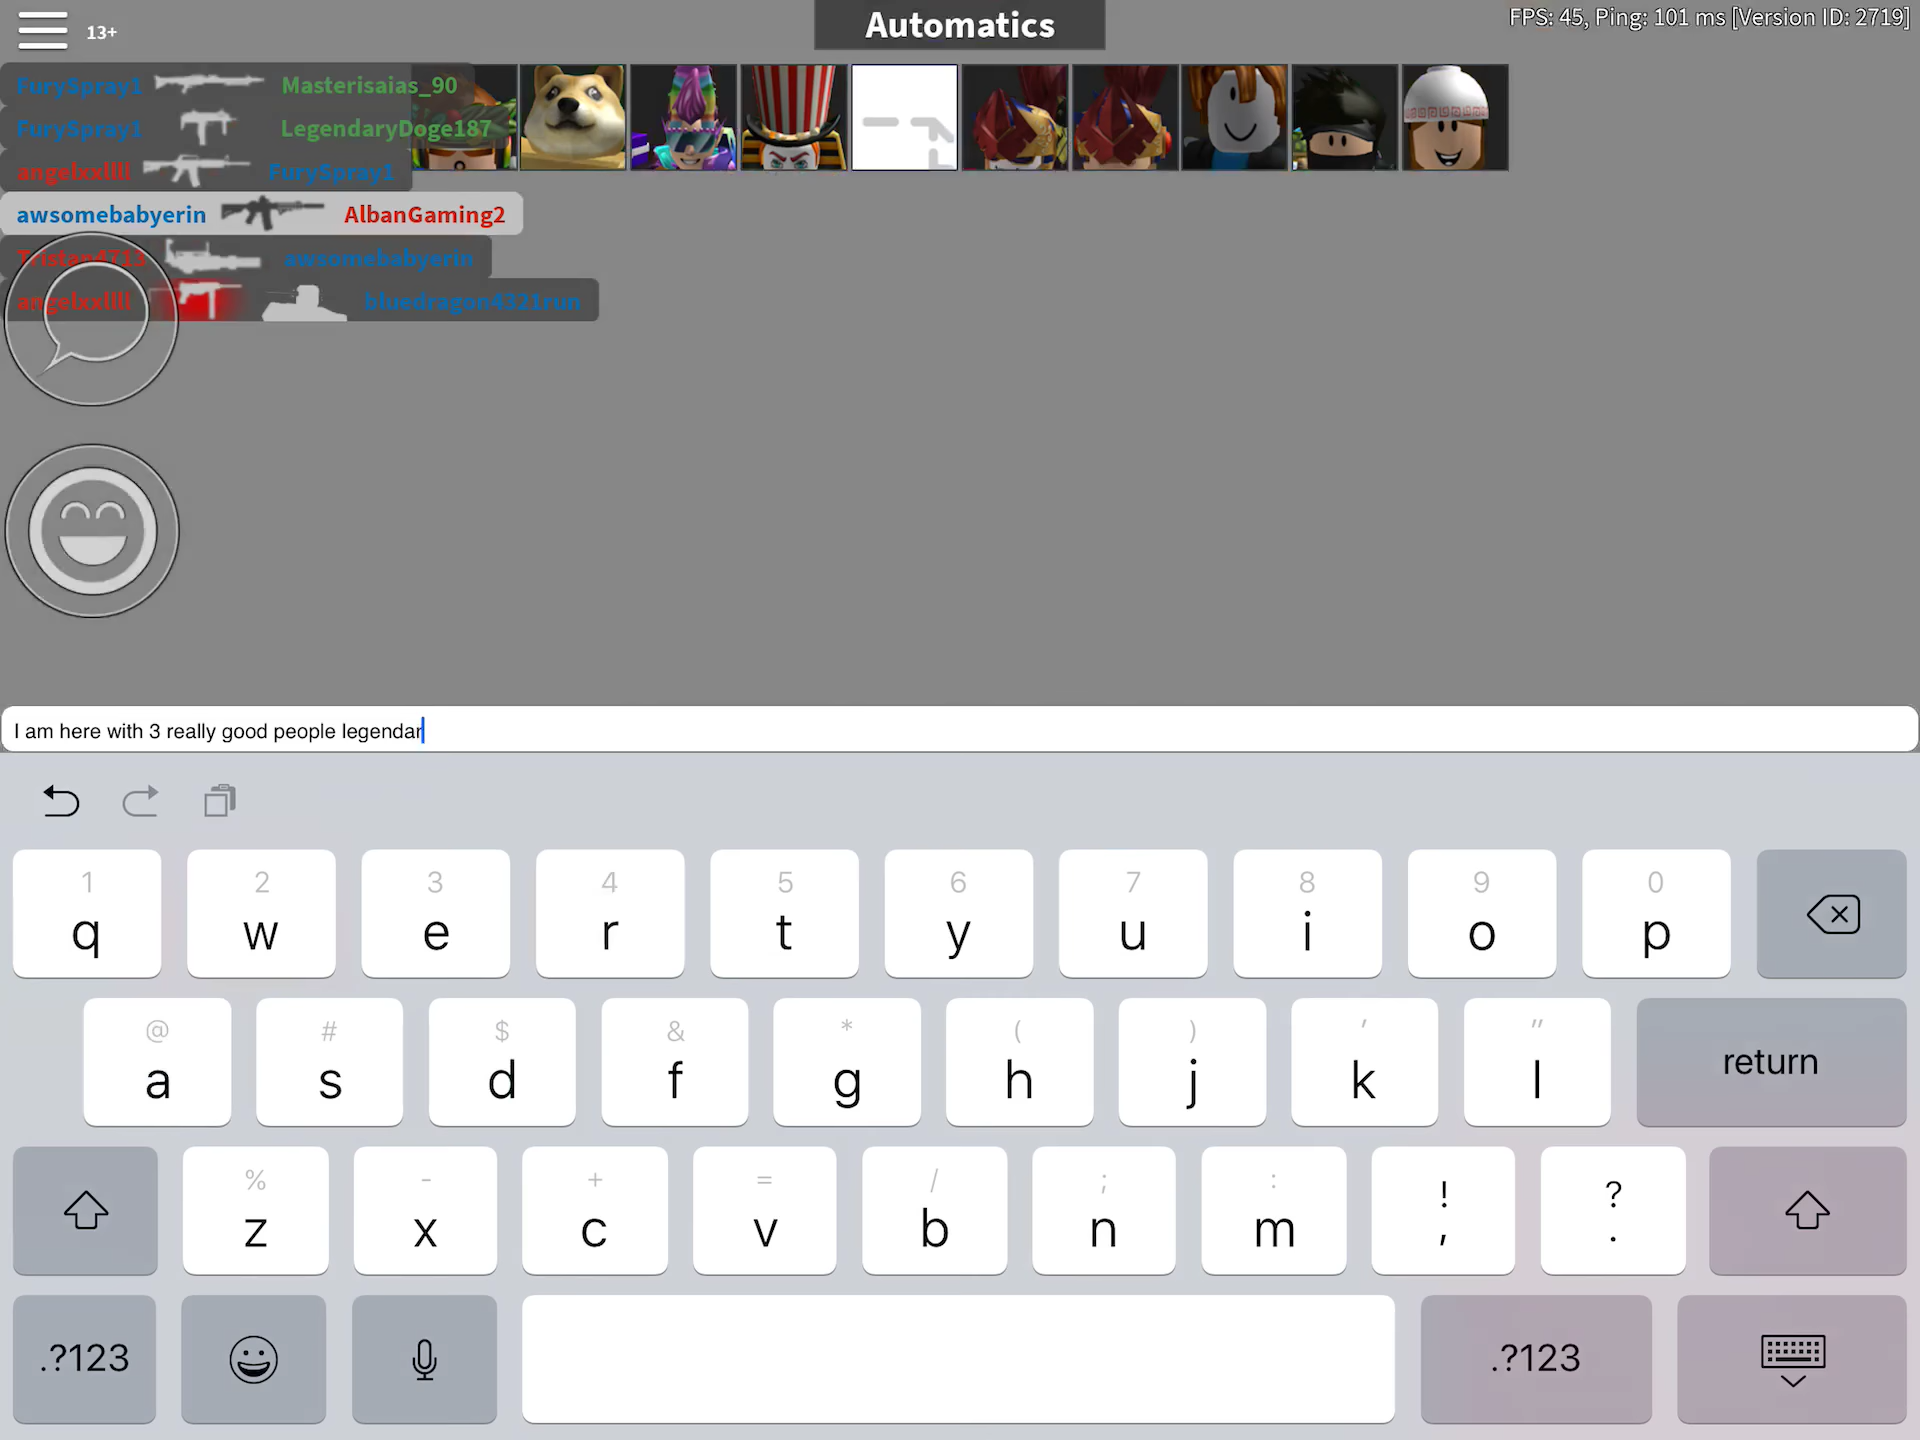 13+
Automatics
FPS: 45, Ping: 101 ms [Version ID: 2719]
FurySpray1 Masterisaias_90
FurySpray1 LegendaryDoge187
angelxxllll FurySpray1
awsomebabyerin AlbanGaming2
Tristan4713 awsomebabyerin
angelxxllll bluedragon4321run
I am here with 3 really good people legendar
1 2 3 4 5 6 7 8 9 0
q w e r t y u i o p
@ # $ & * ( ) ' "
a s d f g h j k l return
% - + = / ; : ! ?
z x c v b n m , .
.?123 .?123